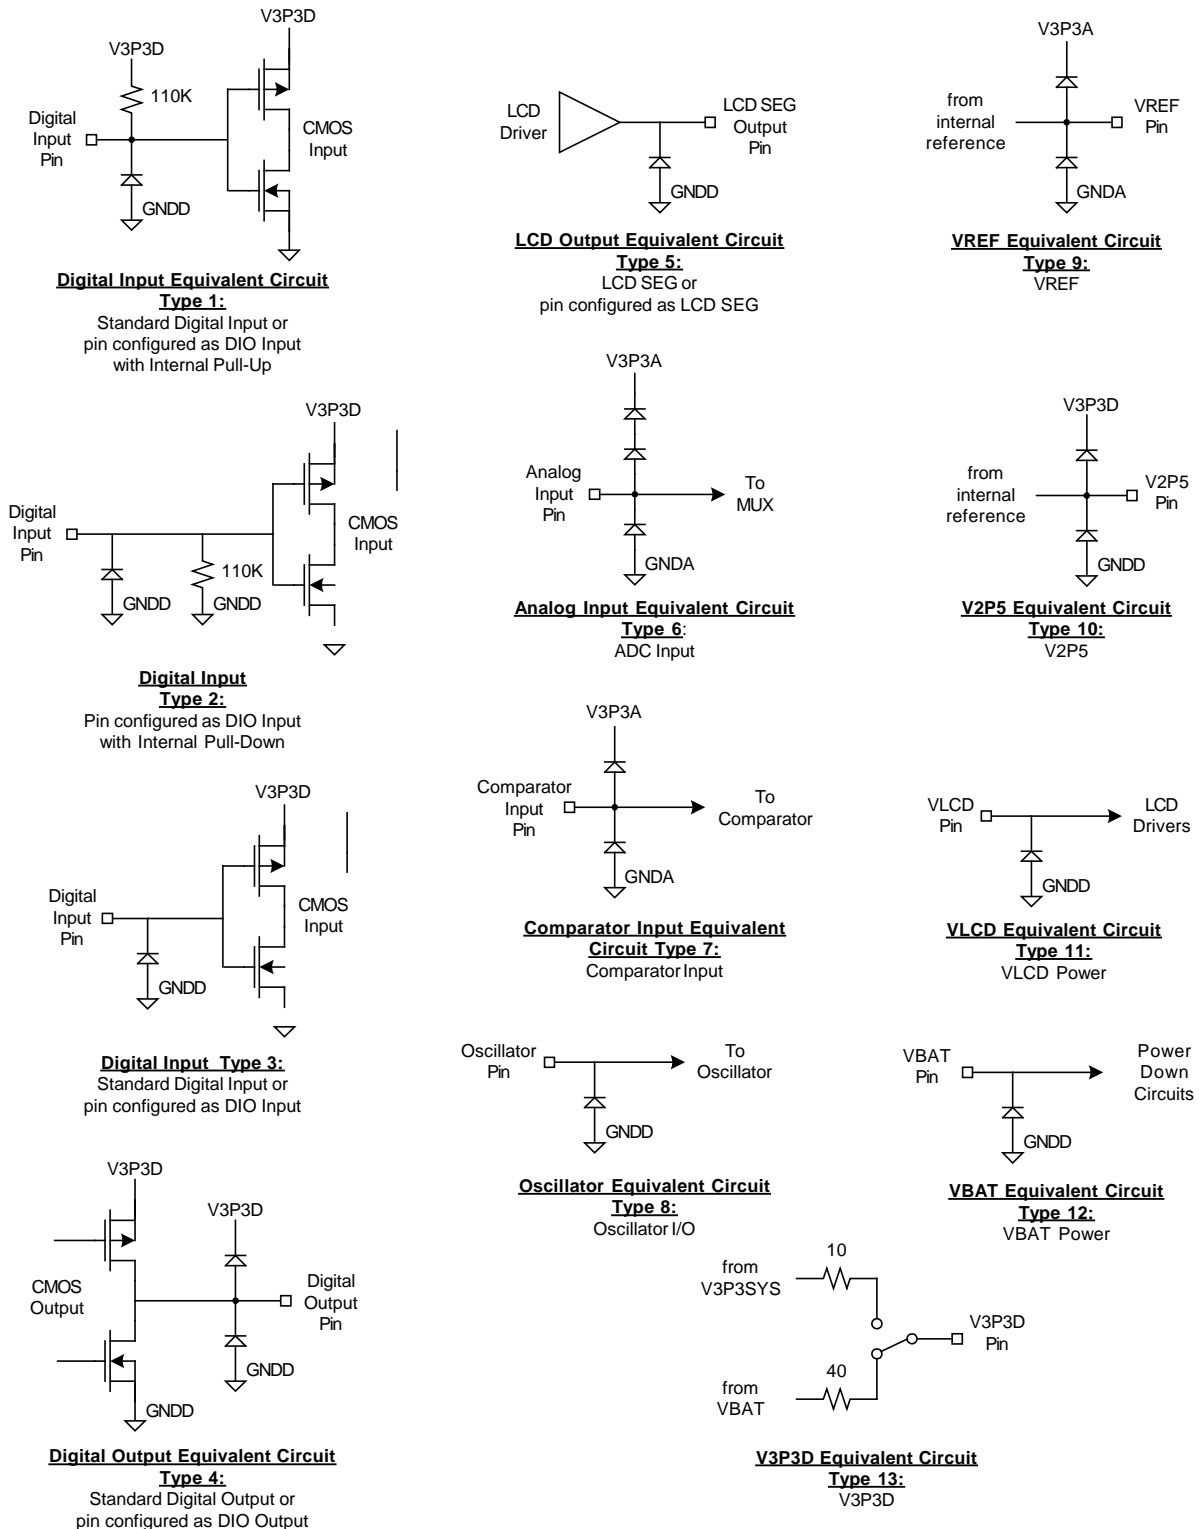 V3P3D
V3P3D
110K
Digital
Input
Pin
CMOS
Input
GNDD
Digital Input Equivalent Circuit
Type 1:
Standard Digital Input or
pin configured as DIO Input
with Internal Pull-Up
V3P3D
Digital
Input
Pin
CMOS
Input
110K
GNDD
GNDD
Digital Input
Type 2:
Pin configured as DIO Input
with Internal Pull-Down
V3P3D
Digital
Input
Pin
CMOS
Input
GNDD
Digital Input Type 3:
Standard Digital Input or
pin configured as DIO Input
V3P3D
V3P3D
CMOS
Output
Digital
Output
Pin
GNDD
GNDD
Digital Output Equivalent Circuit
Type 4:
Standard Digital Output or
pin configured as DIO Output
LCD
Driver
LCD SEG
Output
Pin
GNDD
LCD Output Equivalent Circuit
Type 5:
LCD SEG or
pin configured as LCD SEG
V3P3A
Analog
Input
Pin
To
MUX
GNDA
Analog Input Equivalent Circuit
Type 6:
ADC Input
V3P3A
Comparator
Input
Pin
To
Comparator
GNDA
Comparator Input Equivalent
Circuit Type 7:
Comparator Input
Oscillator
Pin
To
Oscillator
GNDD
Oscillator Equivalent Circuit
Type 8:
Oscillator I/O
V3P3A
from
internal
reference
VREF
Pin
GNDA
VREF Equivalent Circuit
Type 9:
VREF
V3P3D
from
internal
reference
V2P5
Pin
GNDD
V2P5 Equivalent Circuit
Type 10:
V2P5
VLCD
Pin
LCD
Drivers
GNDD
VLCD Equivalent Circuit
Type 11:
VLCD Power
VBAT
Pin
Power
Down
Circuits
GNDD
VBAT Equivalent Circuit
Type 12:
VBAT Power
10
from
V3P3SYS
V3P3D
Pin
40
from
VBAT
V3P3D Equivalent Circuit
Type 13:
V3P3D